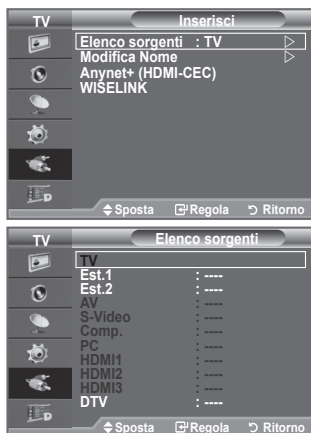 TV Inserisci
Elenco sorgenti : TV
Modifica Nome
Anynet+ (HDMI-CEC)
WISELINK
Sposta Regola Ritorno
TV Elenco sorgenti
TV
Est.1 : ----
Est.2 : ----
AV : ----
S-Video : ----
Comp. : ----
PC : ----
HDMI1 : ----
HDMI2 : ----
HDMI3 : ----
DTV : ----
Sposta Regola Ritorno